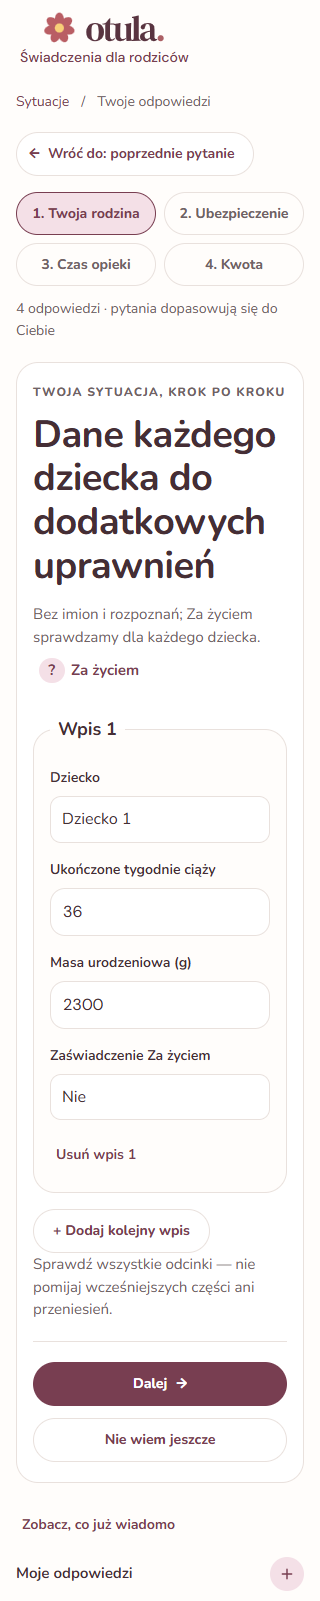 otula.
Świadczenia dla rodziców
Sytuacje / Twoje odpowiedzi
← Wróć do: poprzednie pytanie
1. Twoja rodzina
2. Ubezpieczenie
3. Czas opieki
4. Kwota
4 odpowiedzi · pytania dopasowują się do
Ciebie
TWOJA SYTUACJA, KROK PO KROKU
Dane każdego
dziecka do
dodatkowych
uprawnień
Bez imion i rozpoznań; Za życiem
sprawdzamy dla każdego dziecka.
? Za życiem
Wpis 1
Dziecko
Dziecko 1
Ukończone tygodnie ciąży
36
Masa urodzeniowa (g)
2300
Zaświadczenie Za życiem
Nie
Usuń wpis 1
+ Dodaj kolejny wpis
Sprawdź wszystkie odcinki — nie
pomijaj wcześniejszych części ani
przeniesień.
Dalej →
Nie wiem jeszcze
Zobacz, co już wiadomo
Moje odpowiedzi +